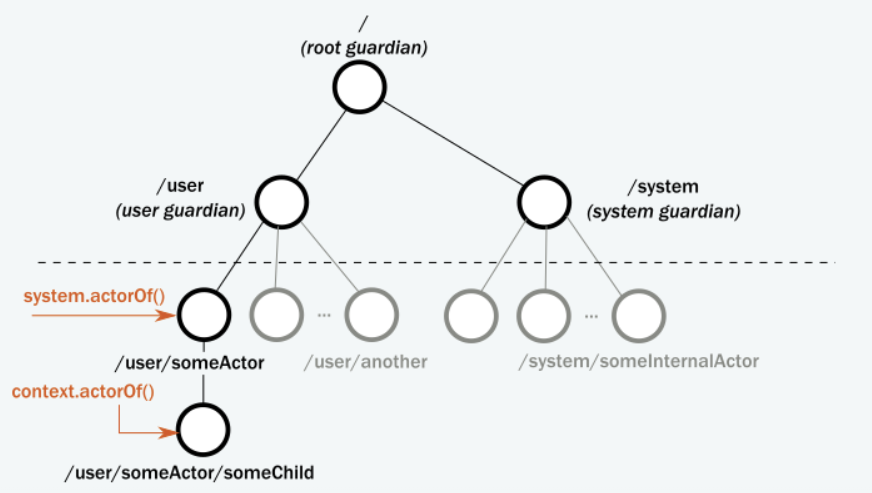 /
(root guardian)
/user
(user guardian)
/system
(system guardian)
system.actorOf()
...
...
/user/someActor
/user/another
/system/someInternalActor
context.actorOf()
/user/someActor/someChild